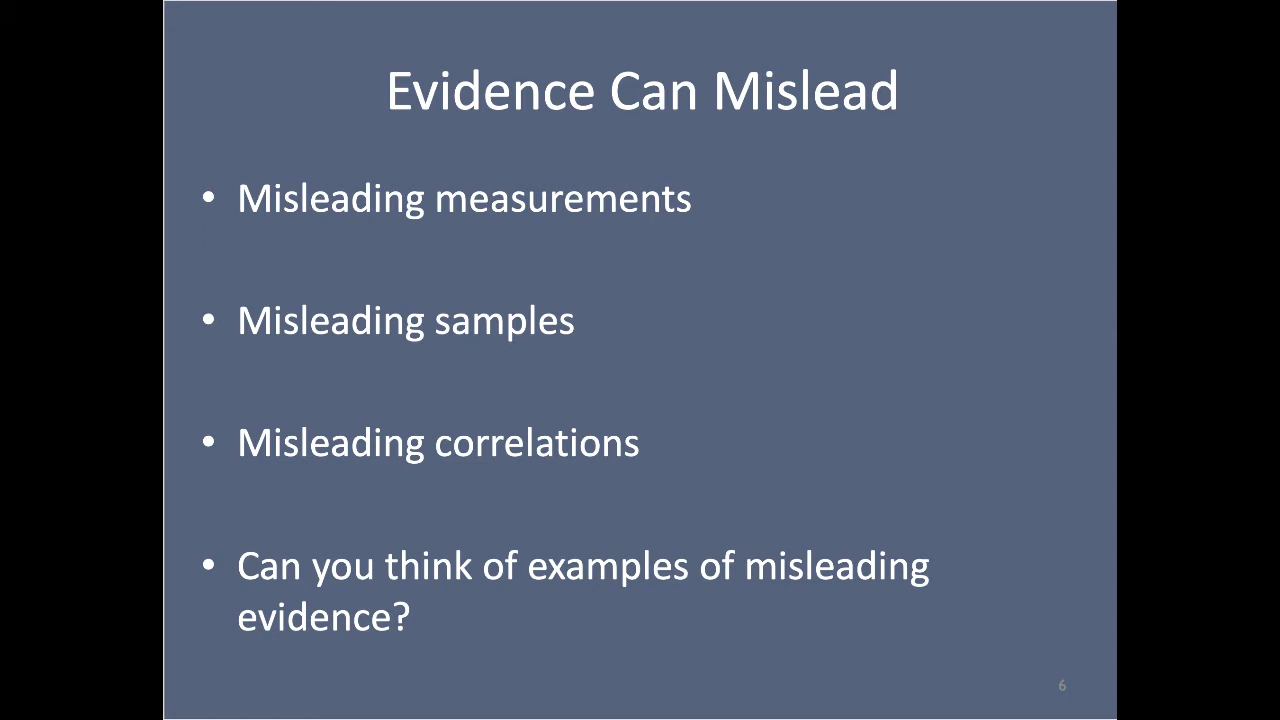 Evidence Can Mislead
• Misleading measurements
• Misleading samples
• Misleading correlations
• Can you think of examples of misleading
evidence?
6